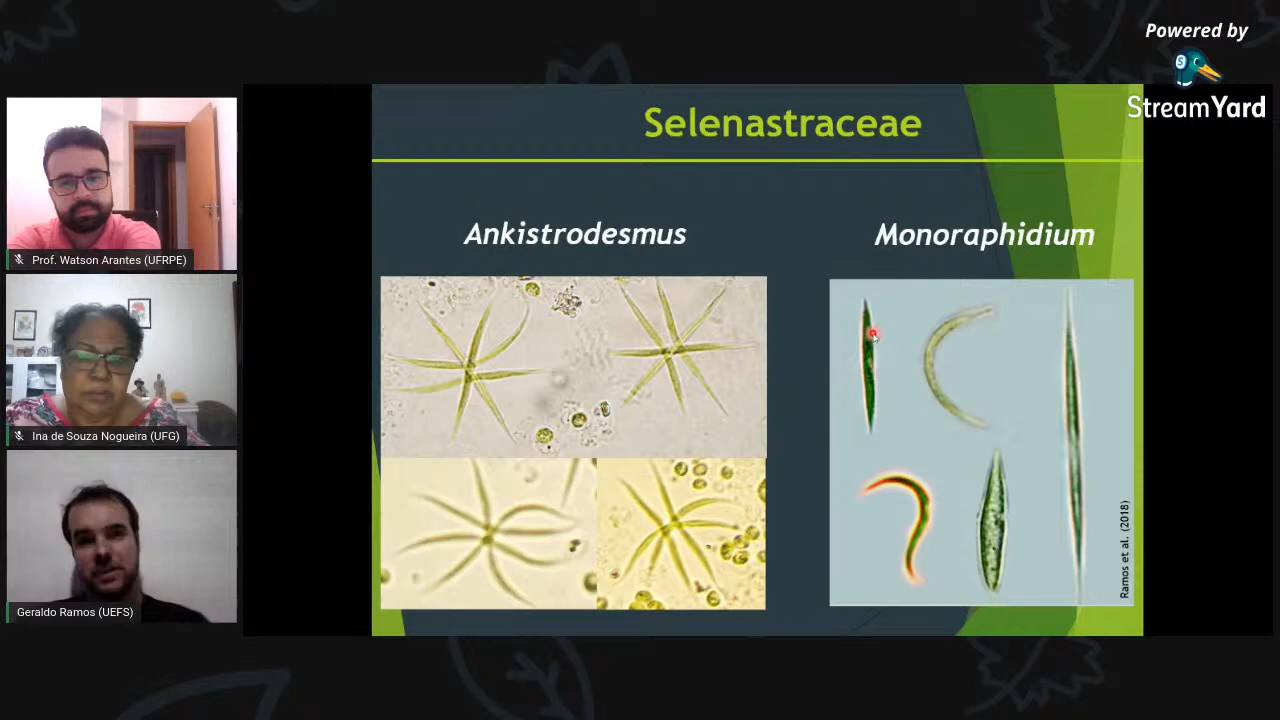 Powered by
StreamYard
Selenastraceae
Ankistrodesmus
Monoraphidium
Ramos et al. (2018)
Prof. Watson Arantes (UFRPE)
Ina de Souza Nogueira (UFG)
Geraldo Ramos (UEFS)